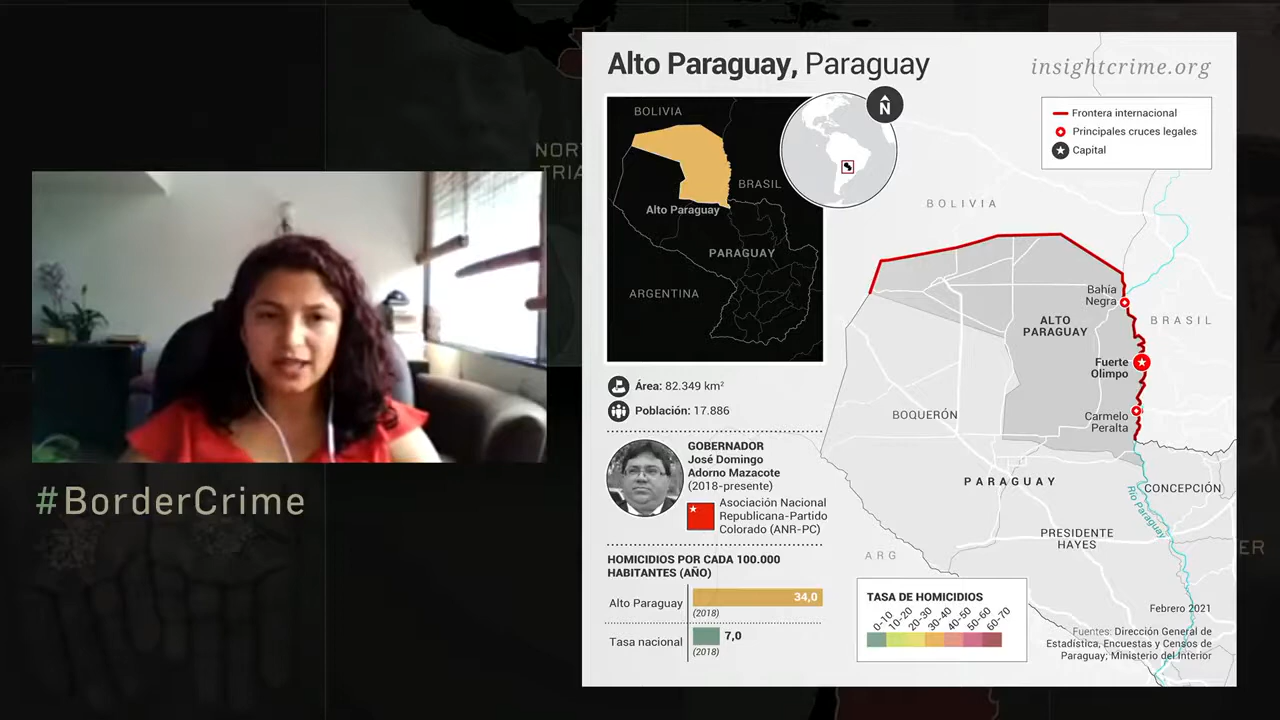 NOR
TRIA
#BorderCrime
Alto Paraguay, Paraguay
insightcrime.org
BOLIVIA
BRASIL
Alto Paraguay
PARAGUAY
ARGENTINA
N
Frontera internacional
Principales cruces legales
Capital
Área: 82.349 km²
Población: 17.886
GOBERNADOR
José Domingo
Adorno Mazacote
(2018-presente)
Asociación Nacional
Republicana-Partido
Colorado (ANR-PC)
HOMICIDIOS POR CADA 100.000
HABITANTES (AÑO)
Alto Paraguay
34,0
(2018)
Tasa nacional
7,0
(2018)
BOLIVIA
Bahía
Negra
BRASIL
ALTO
PARAGUAY
Fuerte
Olimpo
BOQUERÓN
Carmelo
Peralta
PARAGUAY
CONCEPCIÓN
Río Paraguay
PRESIDENTE
HAYES
ARG
ER
TASA DE HOMICIDIOS
0-10
10-20
20-30
30-40
40-50
50-60
60-70
Febrero 2021
Fuentes: Dirección General de
Estadística, Encuestas y Censos de
Paraguay; Ministerio del Interior